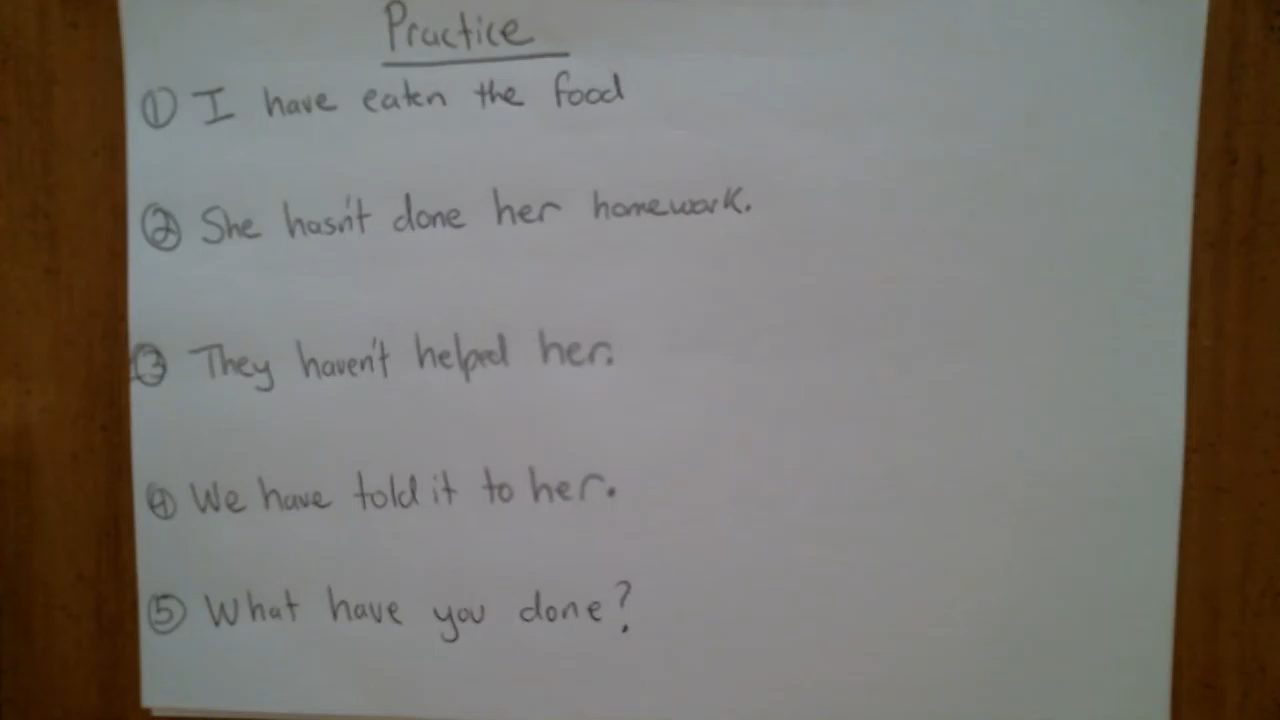 Practice
① I have eaten the food
② She hasn't done her homework.
③ They haven't helped her.
④ We have told it to her.
⑤ What have you done?